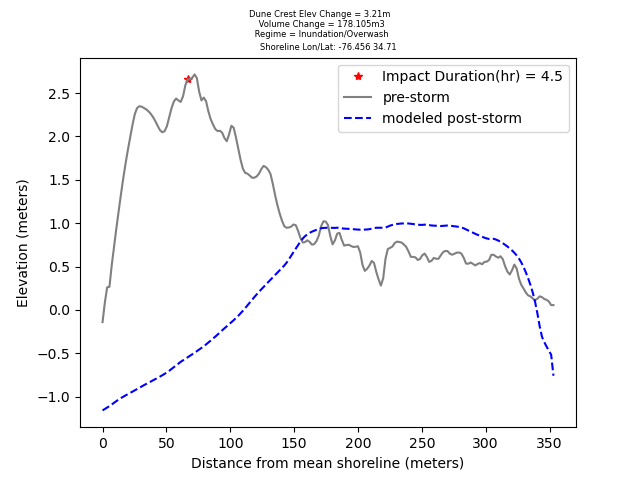 Dune Crest Elev Change = 3.21m
Volume Change = 178.105m3
Regime = Inundation/Overwash
Shoreline Lon/Lat: -76.456 34.71
Impact Duration(hr) = 4.5
pre-storm
modeled post-storm
2.5
2.0
1.5
1.0
0.5
0.0
−0.5
−1.0
Elevation (meters)
0 50 100 150 200 250 300 350
Distance from mean shoreline (meters)